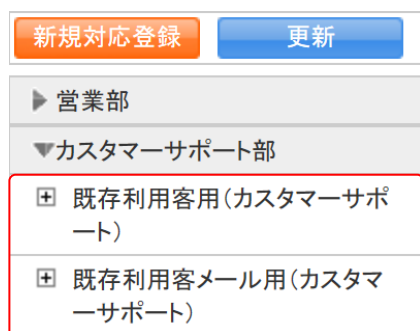 新規対応登録 更新
営業部
カスタマーサポート部
既存利用客用(カスタマーサポ
ート)
既存利用客メール用(カスタマ
ーサポート)